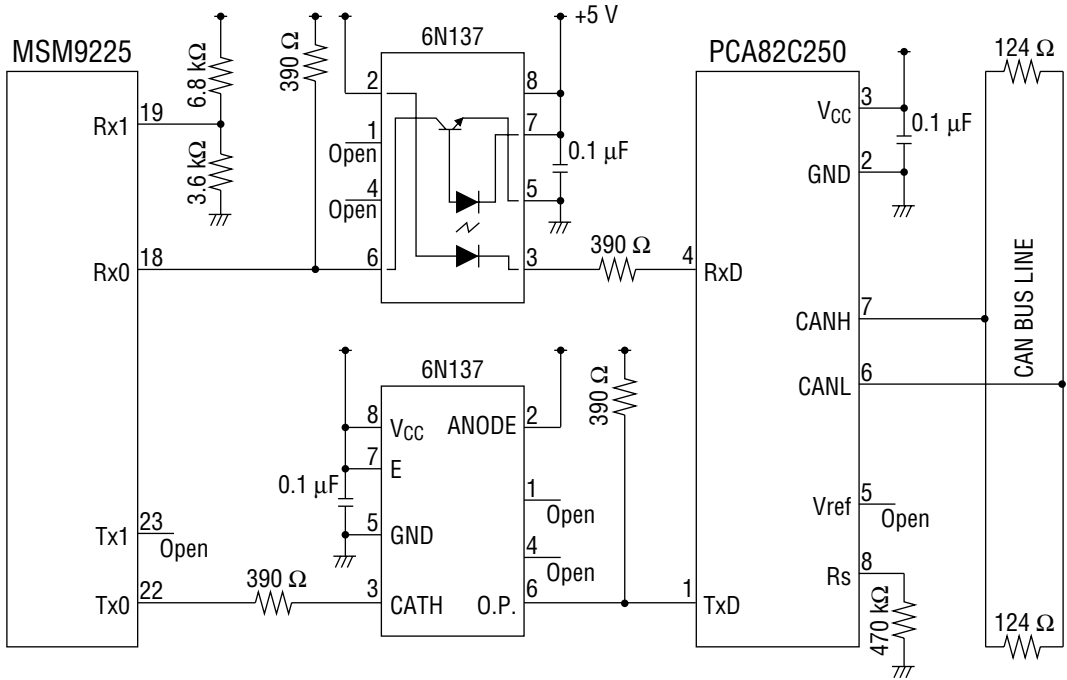 +5 V
MSM9225
6N137
PCA82C250
6.8 kΩ
390 Ω
124 Ω
2
8
3
VCC
19
Rx1
7
0.1 µF
1
Open
0.1 µF
3.6 kΩ
2
GND
4
Open
5
18
Rx0
6
3
390 Ω
4
RxD
7
CANH
CAN BUS LINE
6N137
390 Ω
6
CANL
8
VCC
ANODE
2
7
E
0.1 µF
1
Open
5
Vref
Open
23
Tx1
Open
5
GND
4
Open
8
Rs
22
Tx0
390 Ω
3
CATH
O.P.
6
1
TxD
470 kΩ
124 Ω